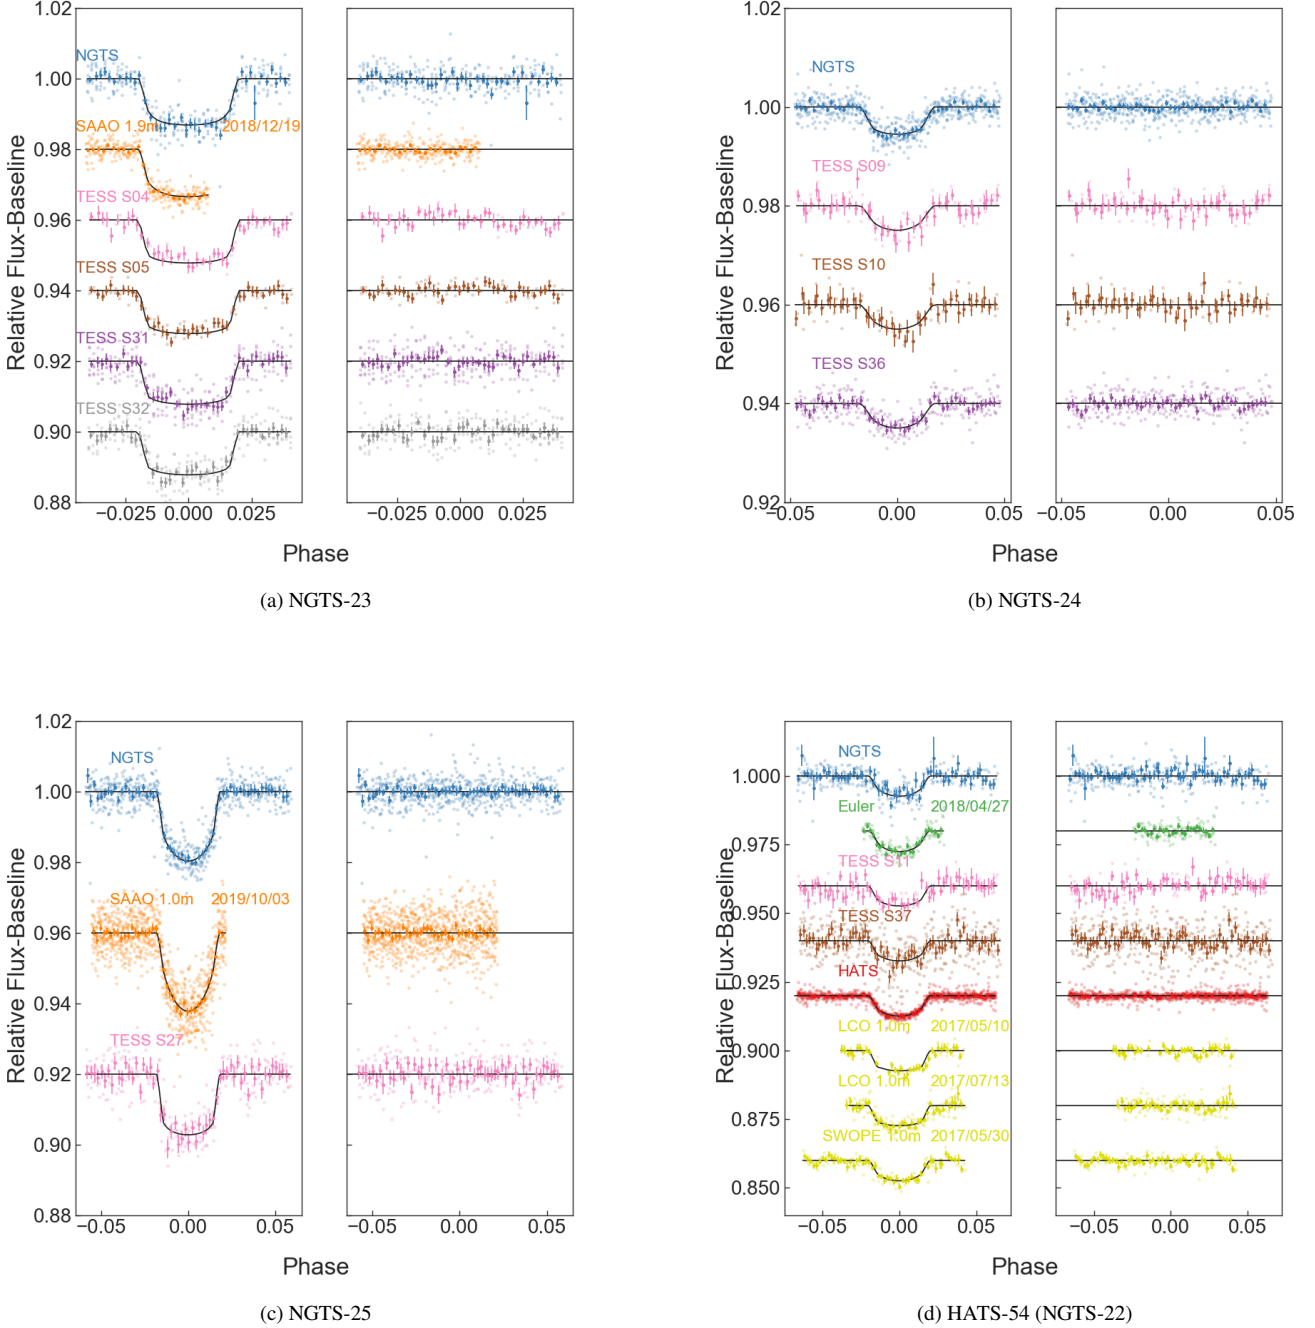 1.02
1.00
0.98
0.96
0.94
0.92
0.90
0.88
Relative Flux-Baseline
NGTS
SAAO 1.9m 2018/12/19
TESS S04
TESS S05
TESS S31
TESS S32
−0.025 0.000 0.025
−0.025 0.000 0.025
Phase
(a) NGTS-23
1.02
1.00
0.98
0.96
0.94
0.92
Relative Flux-Baseline
NGTS
TESS S09
TESS S10
TESS S36
−0.05 0.00 0.05
−0.05 0.00 0.05
Phase
(b) NGTS-24
1.02
1.00
0.98
0.96
0.94
0.92
0.90
0.88
Relative Flux-Baseline
NGTS
SAAO 1.0m 2019/10/03
TESS S27
−0.05 0.00 0.05
−0.05 0.00 0.05
Phase
(c) NGTS-25
1.000
0.975
0.950
0.925
0.900
0.875
0.850
Relative Flux-Baseline
NGTS
Euler 2018/04/27
TESS S11
TESS S37
HATS
LCO 1.0m 2017/05/10
LCO 1.0m 2017/07/13
SWOPE 1.0m 2017/05/30
−0.05 0.00 0.05
−0.05 0.00 0.05
Phase
(d) HATS-54 (NGTS-22)